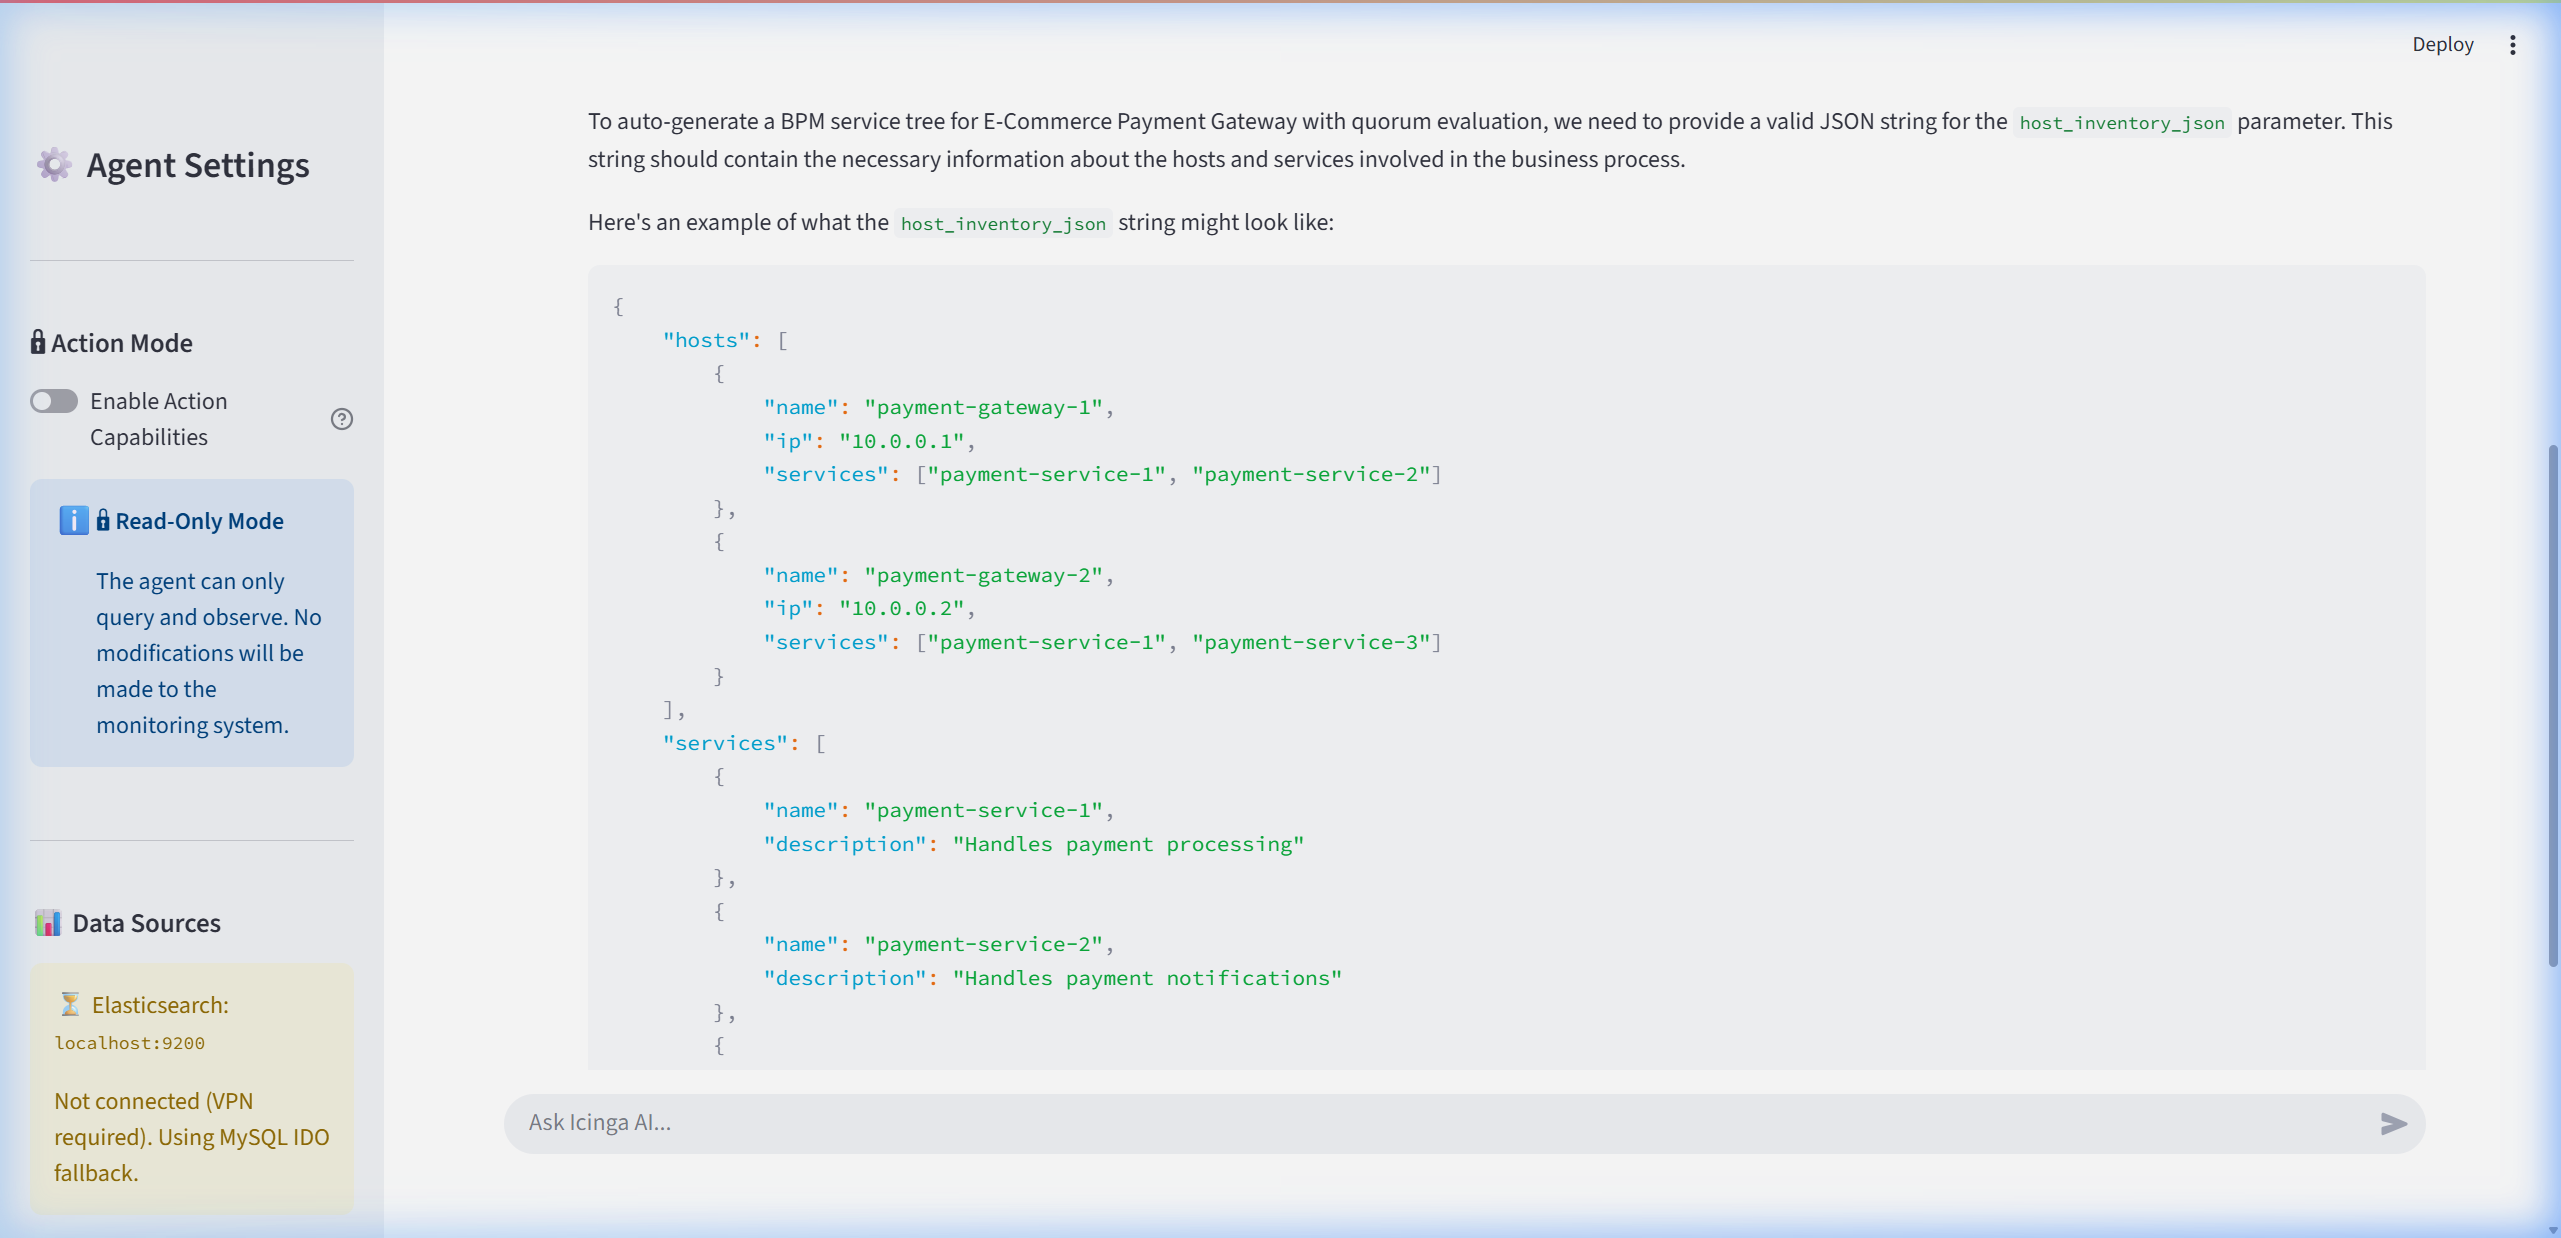 Deploy
Agent Settings
Action Mode
Enable Action
Capabilities
Read-Only Mode
The agent can only
query and observe. No
modifications will be
made to the
monitoring system.
Data Sources
Elasticsearch:
localhost:9200
Not connected (VPN
required). Using MySQL IDO
fallback.
To auto-generate a BPM service tree for E-Commerce Payment Gateway with quorum evaluation, we need to provide a valid JSON string for the host_inventory_json parameter. This
string should contain the necessary information about the hosts and services involved in the business process.
Here's an example of what the host_inventory_json string might look like:
{
    "hosts": [
        {
            "name": "payment-gateway-1",
            "ip": "10.0.0.1",
            "services": ["payment-service-1", "payment-service-2"]
        },
        {
            "name": "payment-gateway-2",
            "ip": "10.0.0.2",
            "services": ["payment-service-1", "payment-service-3"]
        }
    ],
    "services": [
        {
            "name": "payment-service-1",
            "description": "Handles payment processing"
        },
        {
            "name": "payment-service-2",
            "description": "Handles payment notifications"
        },
        {
Ask Icinga AI...